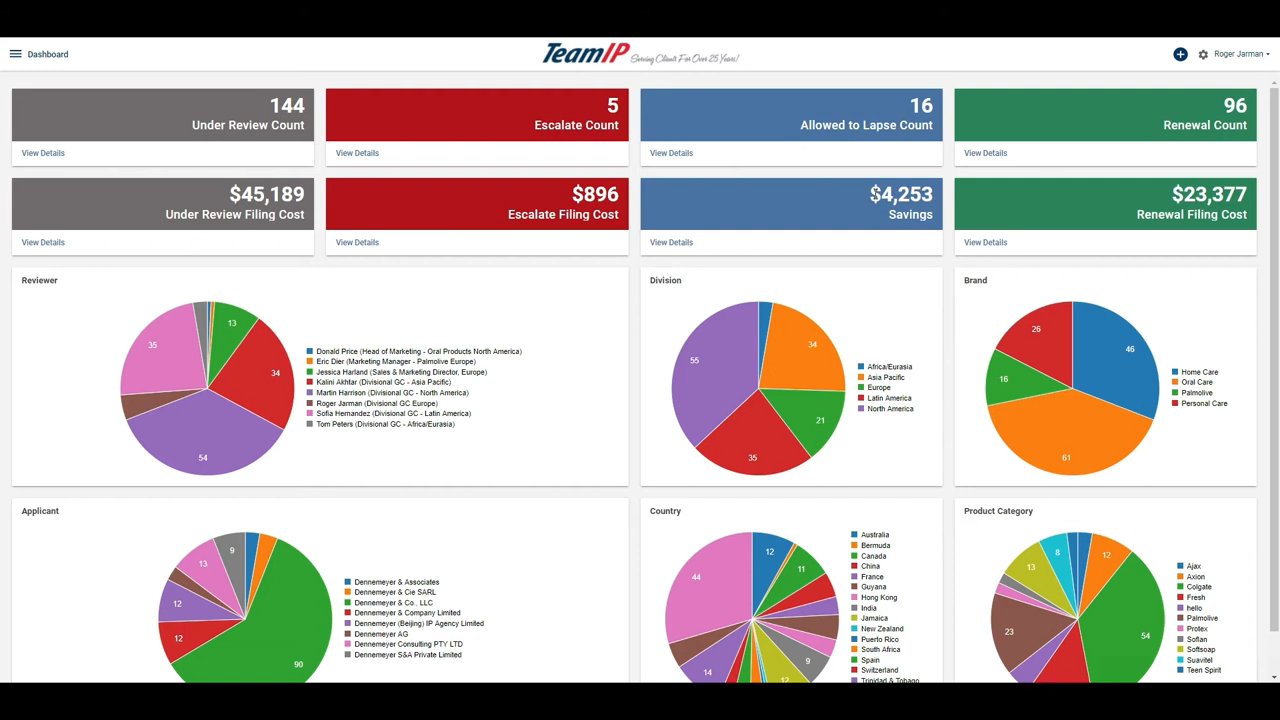 Dashboard
TeamIP Serving Clients For Over 25 Years!
Roger Jarman
144
Under Review Count
View Details
5
Escalate Count
View Details
16
Allowed to Lapse Count
View Details
96
Renewal Count
View Details
$45,189
Under Review Filing Cost
View Details
$896
Escalate Filing Cost
View Details
$4,253
Savings
View Details
$23,377
Renewal Filing Cost
View Details
Reviewer
13
35
34
54
Donald Price (Head of Marketing - Oral Products North America)
Eric Dier (Marketing Manager - Palmolive Europe)
Jessica Harland (Sales & Marketing Director, Europe)
Kalini Akhtar (Divisional GC - Asia Pacific)
Martin Harrison (Divisional GC - North America)
Roger Jarman (Divisional GC Europe)
Sofia Hernandez (Divisional GC - Latin America)
Tom Peters (Divisional GC - Africa/Eurasia)
Division
34
55
21
35
Africa/Eurasia
Asia Pacific
Europe
Latin America
North America
Brand
26
46
16
61
Home Care
Oral Care
Palmolive
Personal Care
Applicant
9
13
12
12
90
Dennemeyer & Associates
Dennemeyer & Cie SARL
Dennemeyer & Co., LLC
Dennemeyer & Company Limited
Dennemeyer (Beijing) IP Agency Limited
Dennemeyer AG
Dennemeyer Consulting PTY LTD
Dennemeyer S&A Private Limited
Country
12
11
44
9
14
12
Australia
Bermuda
Canada
China
France
Guyana
Hong Kong
India
Jamaica
New Zealand
Puerto Rico
South Africa
Spain
Switzerland
Trinidad & Tobago
Product Category
8
12
54
23
Ajax
Axion
Colgate
Fresh
hello
Palmolive
Protex
Softlan
Softsoap
Suavitel
Teen Spirit